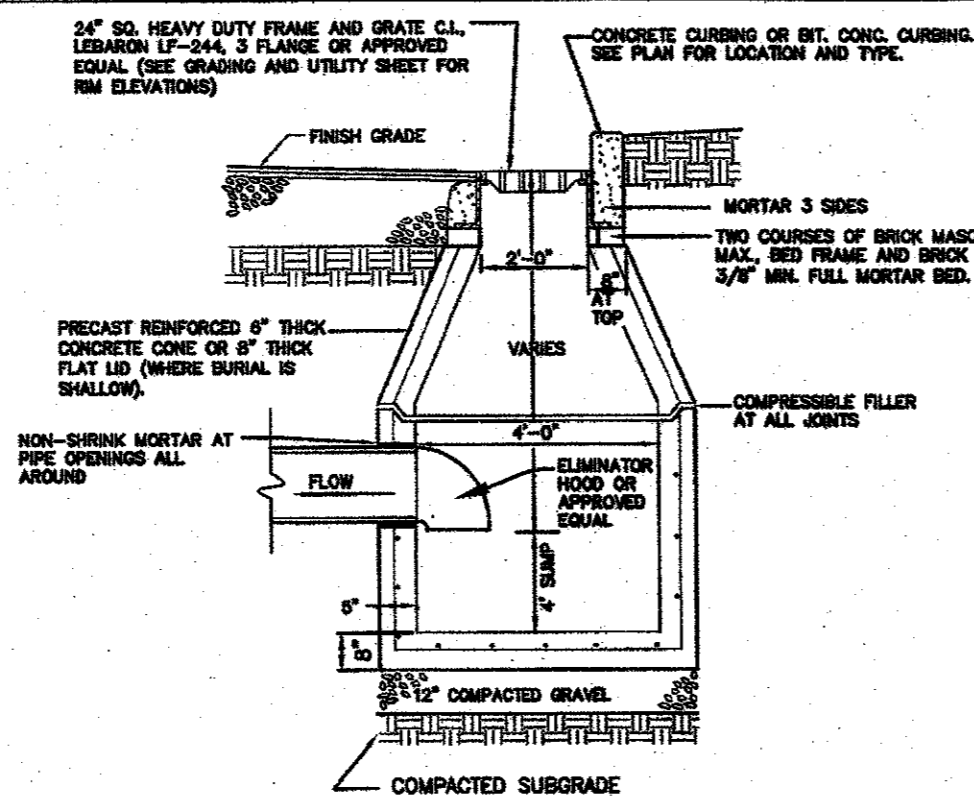 24" SQ. HEAVY DUTY FRAME AND GRATE C.I.,
LEBARON LF-244, 3 FLANGE OR APPROVED
EQUAL (SEE GRADING AND UTILITY SHEET FOR
RIM ELEVATIONS)
CONCRETE CURBING OR BIT. CONC. CURBING.
SEE PLAN FOR LOCATION AND TYPE.
FINISH GRADE
MORTAR 3 SIDES
TWO COURSES OF BRICK
MAX., BED FRAME AND BRICK
3/8" MIN. FULL MORTAR BED.
2'-0"
AT
TOP
PRECAST REINFORCED 6" THICK
CONCRETE CONE OR 8" THICK
FLAT LID (WHERE BURIAL IS
SHALLOW).
VARIES
COMPRESSIBLE FILLER
AT ALL JOINTS
4'-0"
NON-SHRINK MORTAR AT
PIPE OPENINGS ALL
AROUND
FLOW
ELIMINATOR
HOOD OR
APPROVED
EQUAL
4' SUMP
8"
12" COMPACTED GRAVEL
COMPACTED SUBGRADE